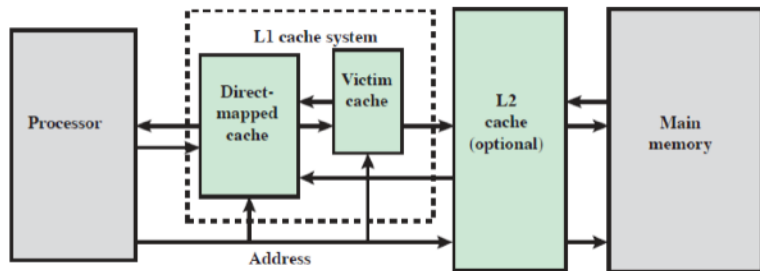 L1 cache system
Processor
Direct-
mapped
cache
Victim
cache
L2
cache
(optional)
Main
memory
Address